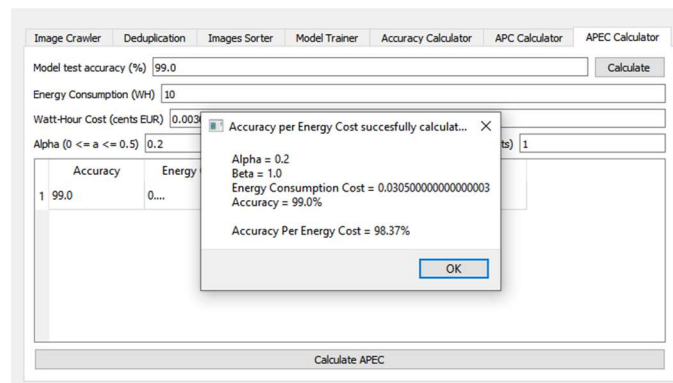 Image Crawler Deduplication Images Sorter Model Trainer Accuracy Calculator APC Calculator APEC Calculator
Model test accuracy (%) 99.0 Calculate
Energy Consumption (WH) 10
Watt-Hour Cost (cents EUR)
Alpha (0 <= a <= 0.5) 0.2 1
Accuracy Energy
1 99.0 0....
Accuracy per Energy Cost succesfully calculat...
Alpha = 0.2
Beta = 1.0
Energy Consumption Cost = 0.030500000000000003
Accuracy = 99.0%
Accuracy Per Energy Cost = 98.37%
OK
Calculate APEC